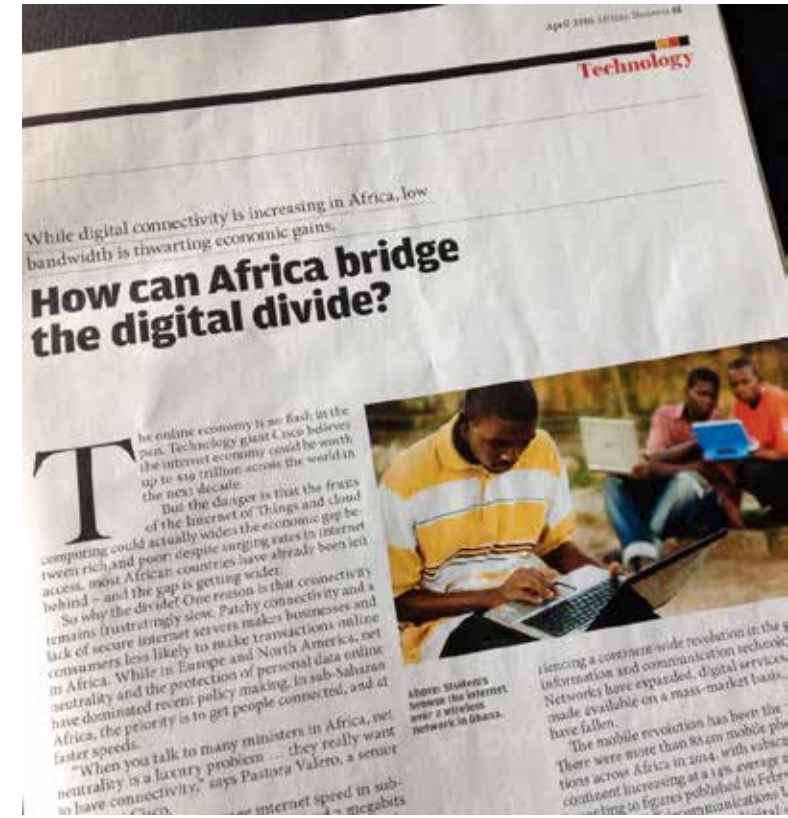 April 2016 African Business 61
Technology
While digital connectivity is increasing in Africa, low
bandwidth is thwarting economic gains.
How can Africa bridge
the digital divide?
The online economy is no flash in the
pan. Technology giant Cisco believes
the internet economy could be worth
up to $19 trillion across the world in
the next decade.
But the danger is that the fruits
of the Internet of Things and cloud
computing could actually widen the economic gap be-
tween rich and poor: despite surging rates in internet
access, most African countries have already been left
behind – and the gap is getting wider.
So why the divide? One reason is that connectivity
remains frustratingly slow. Patchy connectivity and a
lack of secure internet servers makes businesses and
consumers less likely to make transactions online
in Africa. While in Europe and North America, net
neutrality and the protection of personal data online
have dominated recent policy making, in sub-Saharan
Africa, the priority is to get people connected, and at
faster speeds.
"When you talk to many ministers in Africa, net
neutrality is a luxury problem ... they really want
to have connectivity," says Pastora Valero, a senior
Cisco.
internet speed in sub-
megabits
Above: Students
browse the internet
over a wireless
network in Ghana.
riencing a continent-wide revolution in the
information and communication
Networks have expanded, digital services,
made available on a mass-market basis,
have fallen.
The mobile revolution has been the
There were more than mobile
tions across Africa in 2014, with
continent increasing at a 14% average
to figures published in